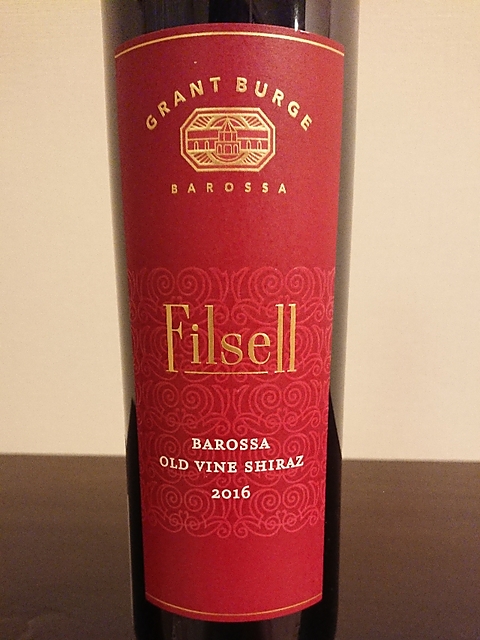 GRANT BURGE
BAROSSA
Filsell
BAROSSA
OLD VINE SHIRAZ
2016